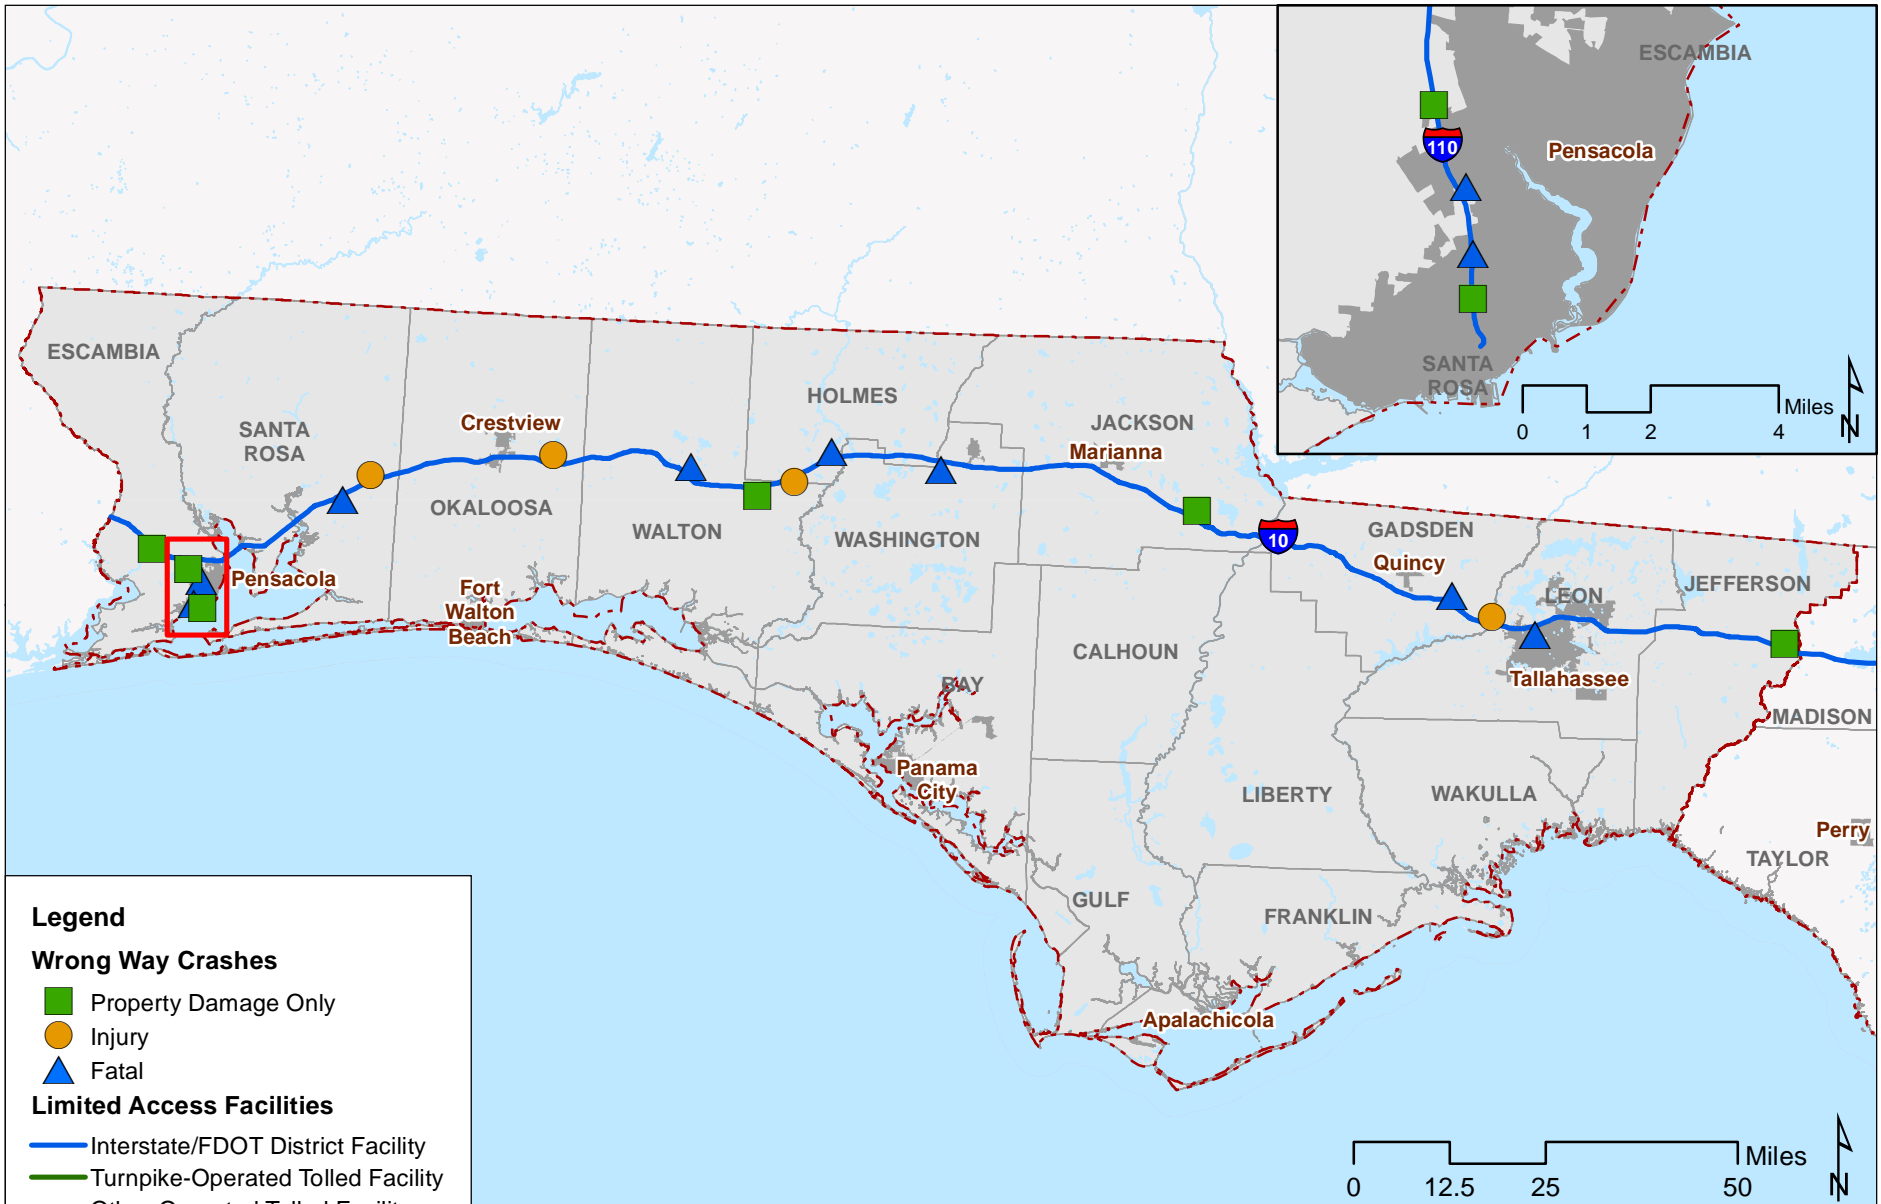 ESCAMBIA
110
Pensacola
SANTA
ROSA
Miles
0 1 2 4
N
ESCAMBIA
HOLMES
SANTA
ROSA
Crestview
JACKSON
Marianna
OKALOOSA
WALTON
WASHINGTON
10
GADSDEN
Quincy
JEFFERSON
LEON
Pensacola
Fort
Walton
Beach
CALHOUN
Tallahassee
BAY
MADISON
Panama
City
LIBERTY
WAKULLA
Perry
TAYLOR
GULF
FRANKLIN
Apalachicola
Legend
Wrong Way Crashes
Property Damage Only
Injury
Fatal
Limited Access Facilities
Interstate/FDOT District Facility
Turnpike-Operated Tolled Facility
Miles
0 12.5 25 50
N